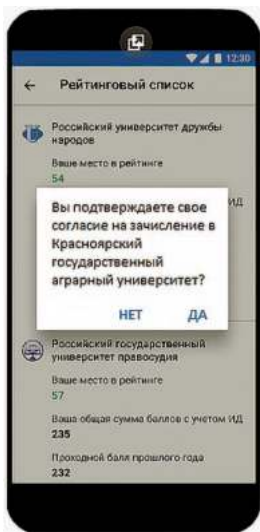 12:30
← Рейтинговый список
Российский университет дружбы
народов
Ваше место в рейтинге
54
ИД
Вы подтверждаете свое
согласие на зачисление в
Красноярский
государственный
аграрный университет?
НЕТ ДА
Российский государственный
университет правосудия
Ваше место в рейтинге
57
Ваша общая сумма баллов с учетом ИД
235
Проходной балл прошлого года
232